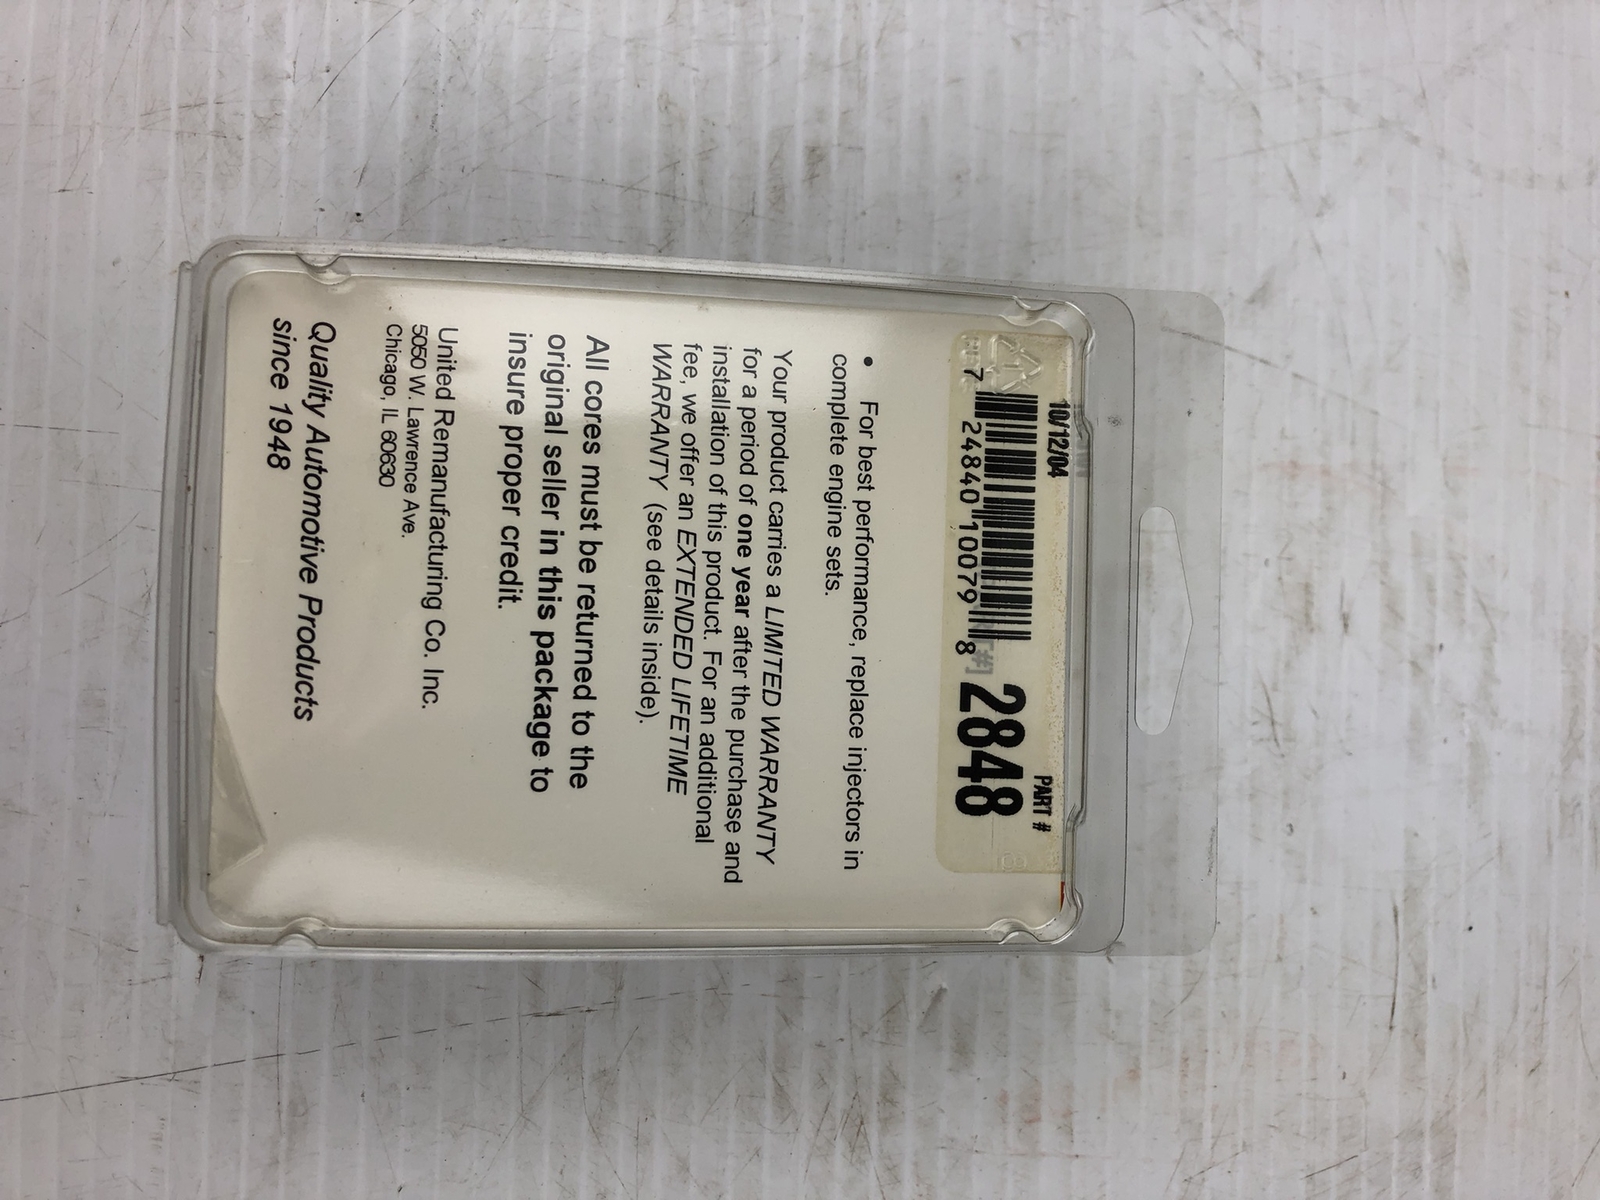 10/12/04
PART #
7 24840 10079 8
2848
• For best performance, replace injectors in
complete engine sets.
Your product carries a LIMITED WARRANTY
for a period of one year after the purchase and
installation of this product. For an additional
fee, we offer an EXTENDED LIFETIME
WARRANTY (see details inside).
All cores must be returned to the
original seller in this package to
insure proper credit.
United Remanufacturing Co. Inc.
5050 W. Lawrence Ave.
Chicago, IL 60630
Quality Automotive Products
since 1948